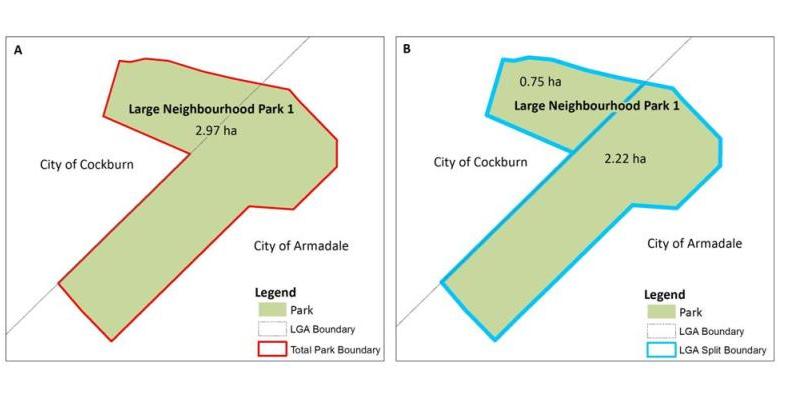 A
Large Neighbourhood Park 1
2.97 ha
City of Cockburn
City of Armadale
Legend
Park
LGA Boundary
Total Park Boundary
B
0.75 ha
Large Neighbourhood Park 1
2.22 ha
City of Cockburn
City of Armadale
Legend
Park
LGA Boundary
LGA Split Boundary